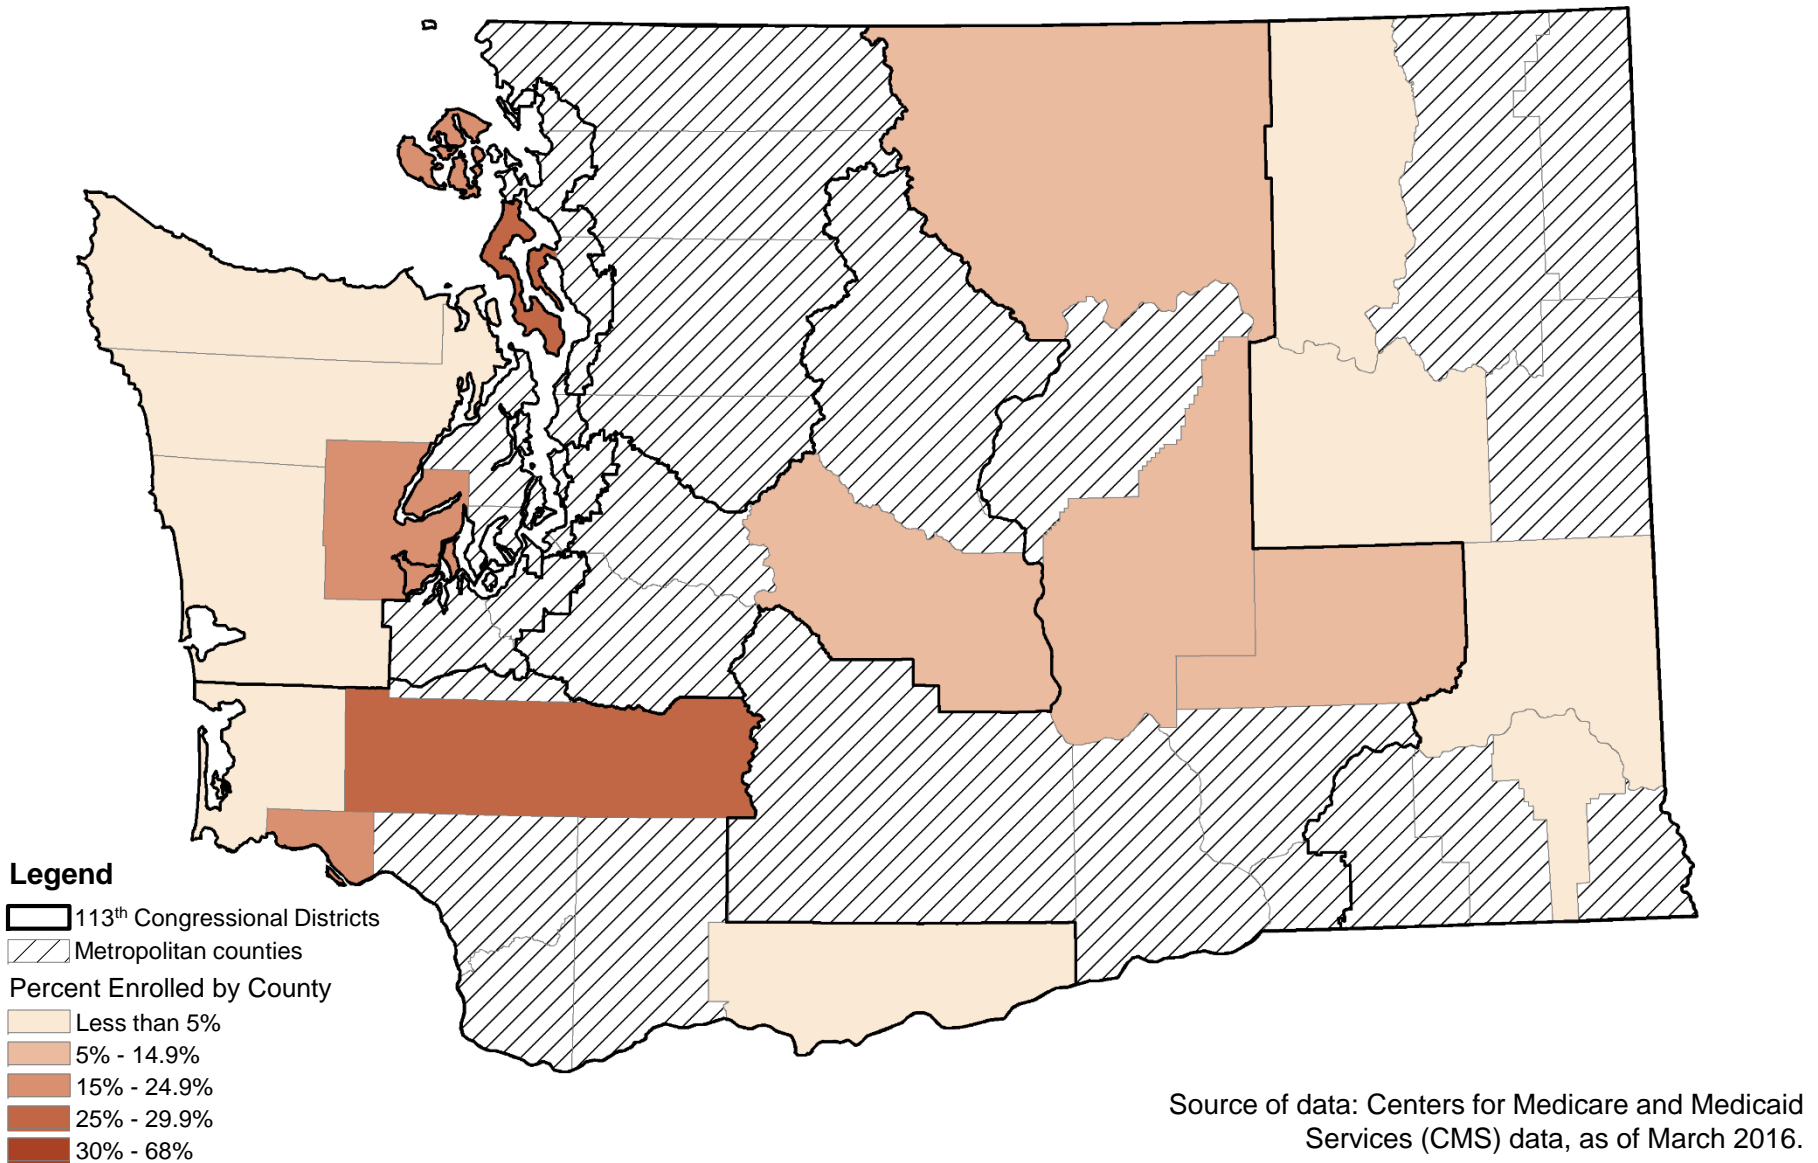 Legend
113th Congressional Districts
Metropolitan counties
Percent Enrolled by County
Less than 5%
5% - 14.9%
15% - 24.9%
25% - 29.9%
30% - 68%
Source of data: Centers for Medicare and Medicaid
Services (CMS) data, as of March 2016.